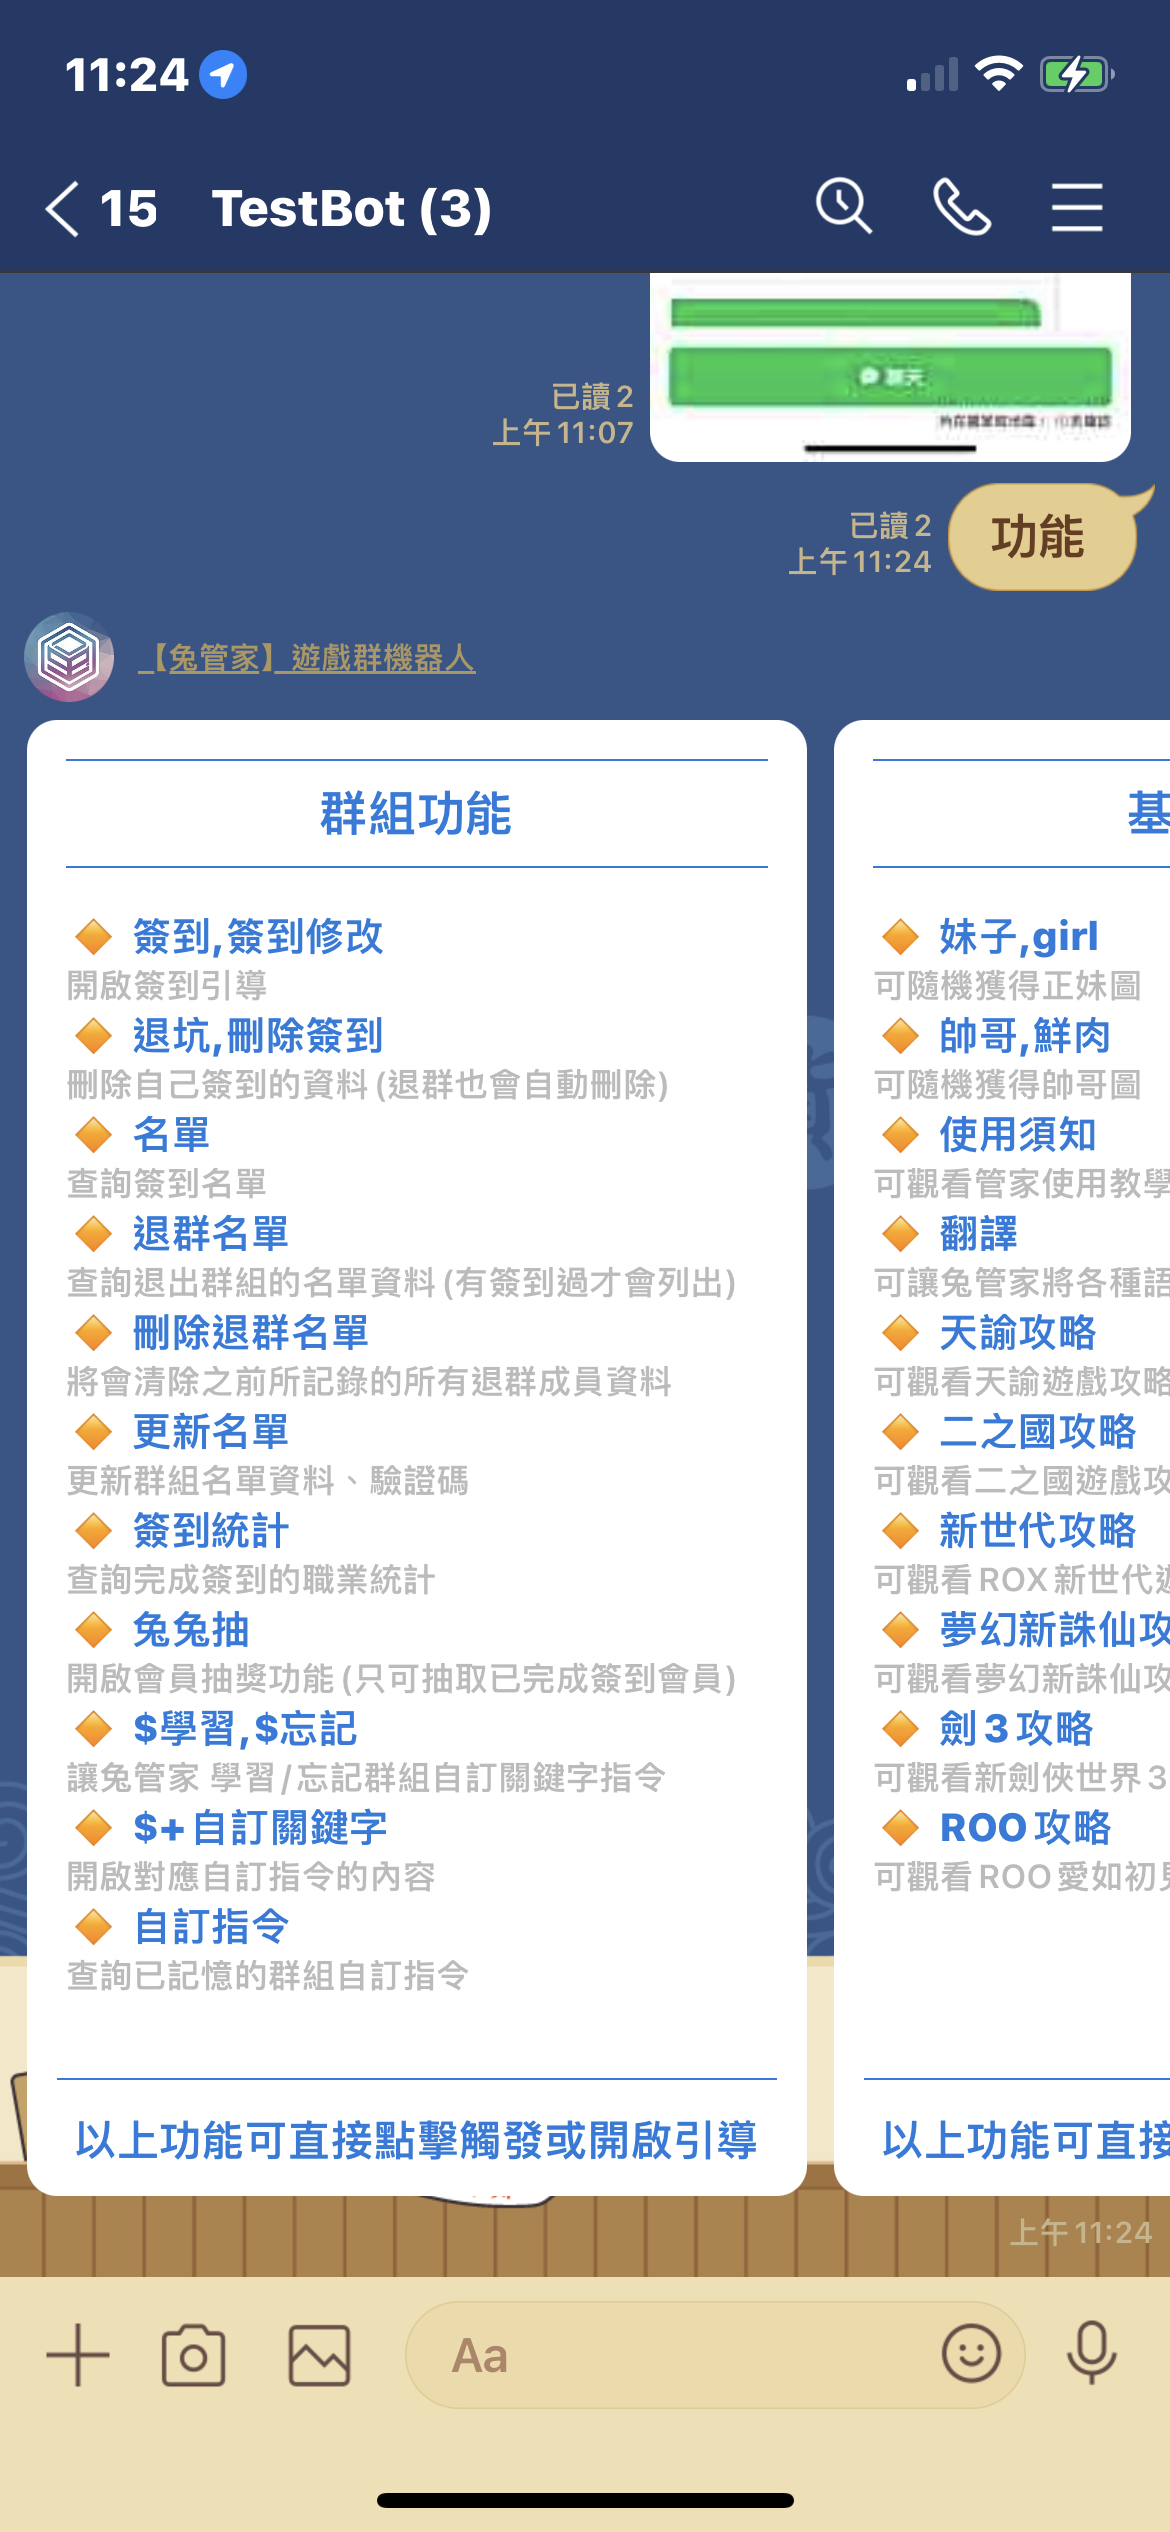 11:24
15 TestBot (3)
聊天
已讀 2
上午 11:07
已讀 2
上午 11:24
功能
【兔管家】遊戲群機器人
群組功能
簽到,簽到修改
開啟簽到引導
退坑,刪除簽到
刪除自己簽到的資料 (退群也會自動刪除)
名單
查詢簽到名單
退群名單
查詢退出群組的名單資料 (有簽到過才會列出)
刪除退群名單
將會清除之前所記錄的所有退群成員資料
更新名單
更新群組名單資料、驗證碼
簽到統計
查詢完成簽到的職業統計
兔兔抽
開啟會員抽獎功能 (只可抽取已完成簽到會員)
$學習,$忘記
讓兔管家 學習/忘記群組自訂關鍵字指令
$+自訂關鍵字
開啟對應自訂指令的內容
自訂指令
查詢已記憶的群組自訂指令
以上功能可直接點擊觸發或開啟引導
基
妹子,girl
可隨機獲得正妹圖
帥哥,鮮肉
可隨機獲得帥哥圖
使用須知
可觀看管家使用教學
翻譯
可讓兔管家將各種語
天諭攻略
可觀看天諭遊戲攻略
二之國攻略
可觀看二之國遊戲攻
新世代攻略
可觀看 ROX 新世代遊
夢幻新誅仙攻
可觀看夢幻新誅仙攻
劍 3 攻略
可觀看新劍俠世界 3
ROO 攻略
可觀看 ROO 愛如初見
以上功能可直接
上午 11:24
Aa